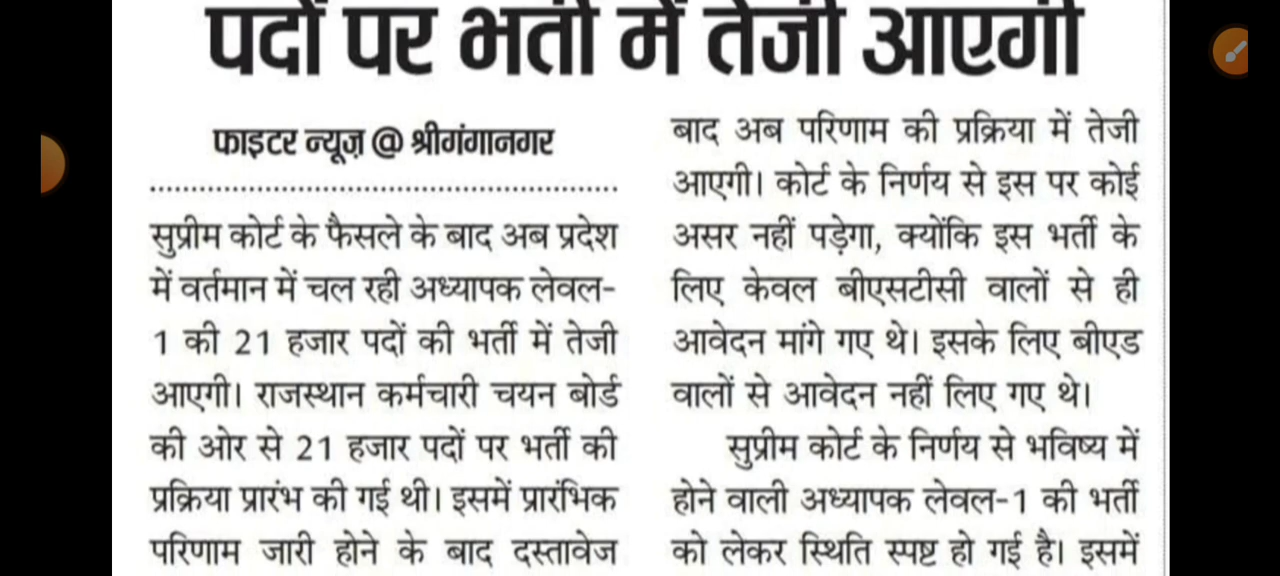 पदों पर भर्ती में तेजी आएगी
फाइटर न्यूज़ @ श्रीगंगानगर
सुप्रीम कोर्ट के फैसले के बाद अब प्रदेश
में वर्तमान में चल रही अध्यापक लेवल-
1 की 21 हजार पदों की भर्ती में तेजी
आएगी। राजस्थान कर्मचारी चयन बोर्ड
की ओर से 21 हजार पदों पर भर्ती की
प्रक्रिया प्रारंभ की गई थी। इसमें प्रारंभिक
परिणाम जारी होने के बाद दस्तावेज
बाद अब परिणाम की प्रक्रिया में तेजी
आएगी। कोर्ट के निर्णय से इस पर कोई
असर नहीं पड़ेगा, क्योंकि इस भर्ती के
लिए केवल बीएसटीसी वालों से ही
आवेदन मांगे गए थे। इसके लिए बीएड
वालों से आवेदन नहीं लिए गए थे।
सुप्रीम कोर्ट के निर्णय से भविष्य में
होने वाली अध्यापक लेवल-1 की भर्ती
को लेकर स्थिति स्पष्ट हो गई है। इसमें